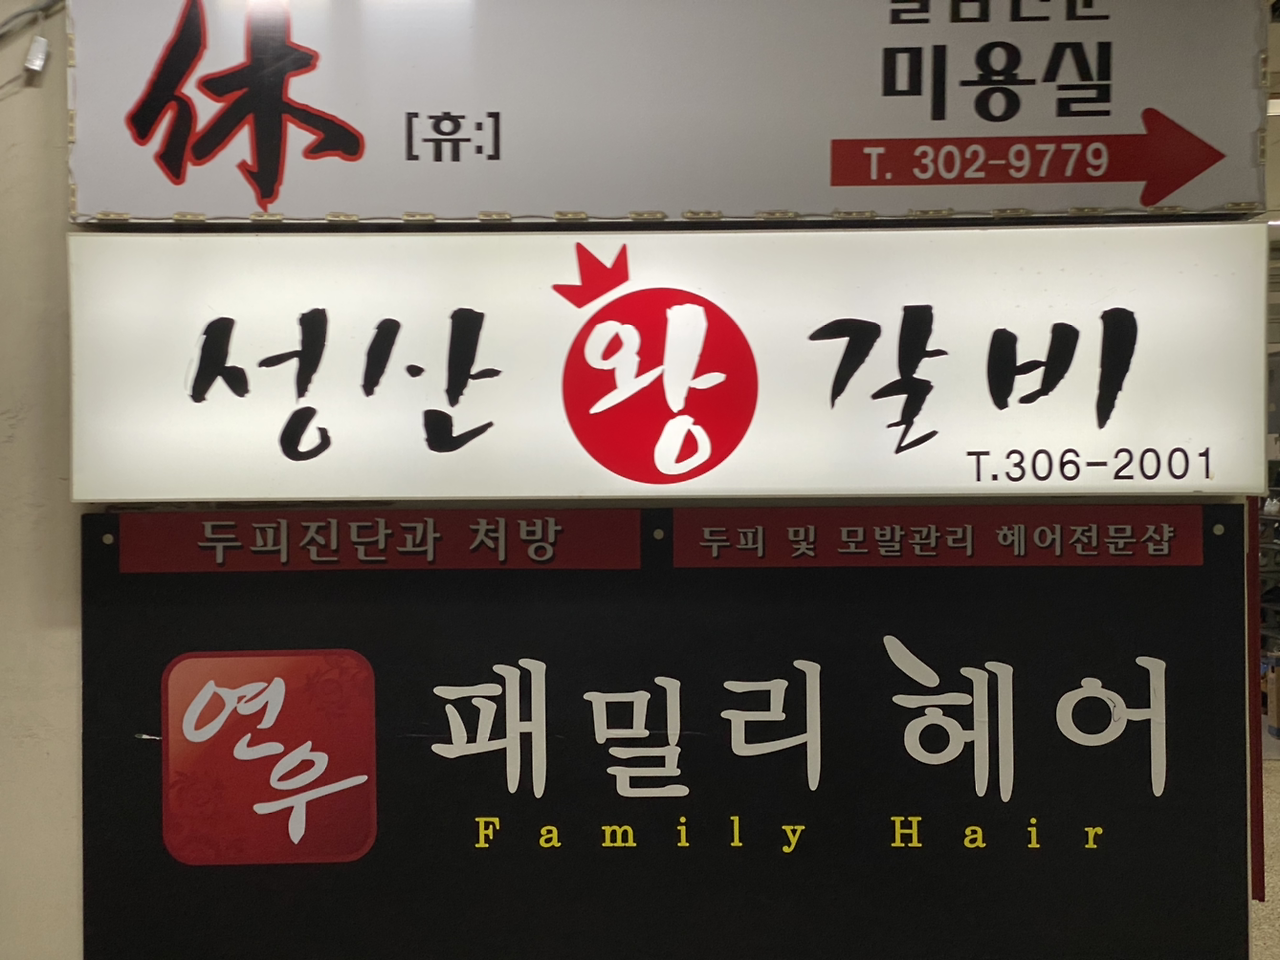 休 [휴:]
미용실
T. 302-9779
성산 왕 갈비
T.306-2001
두피진단과 처방
두피 및 모발관리 헤어전문샵
연우
패밀리 헤어
Family Hair